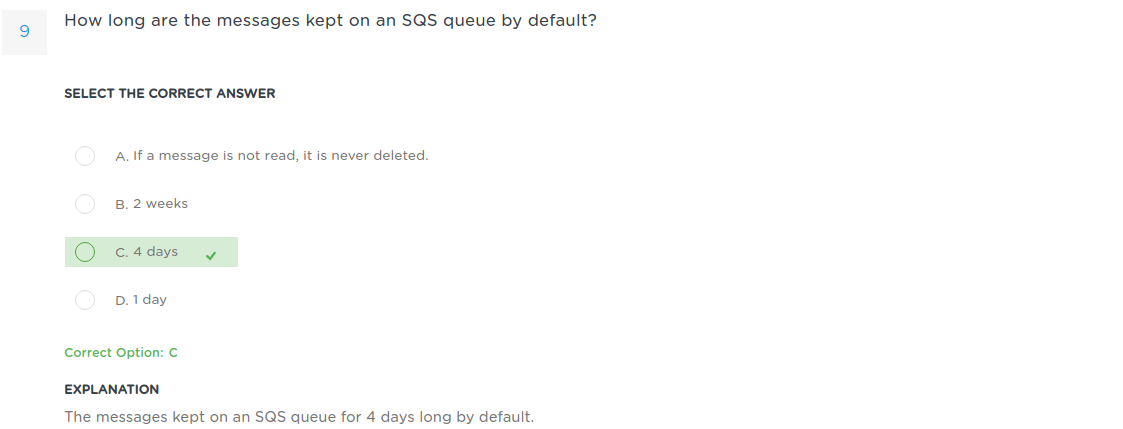 9
How long are the messages kept on an SQS queue by default?
SELECT THE CORRECT ANSWER
A. If a message is not read, it is never deleted.
B. 2 weeks
C. 4 days
D. 1 day
Correct Option: C
EXPLANATION
The messages kept on an SQS queue for 4 days long by default.